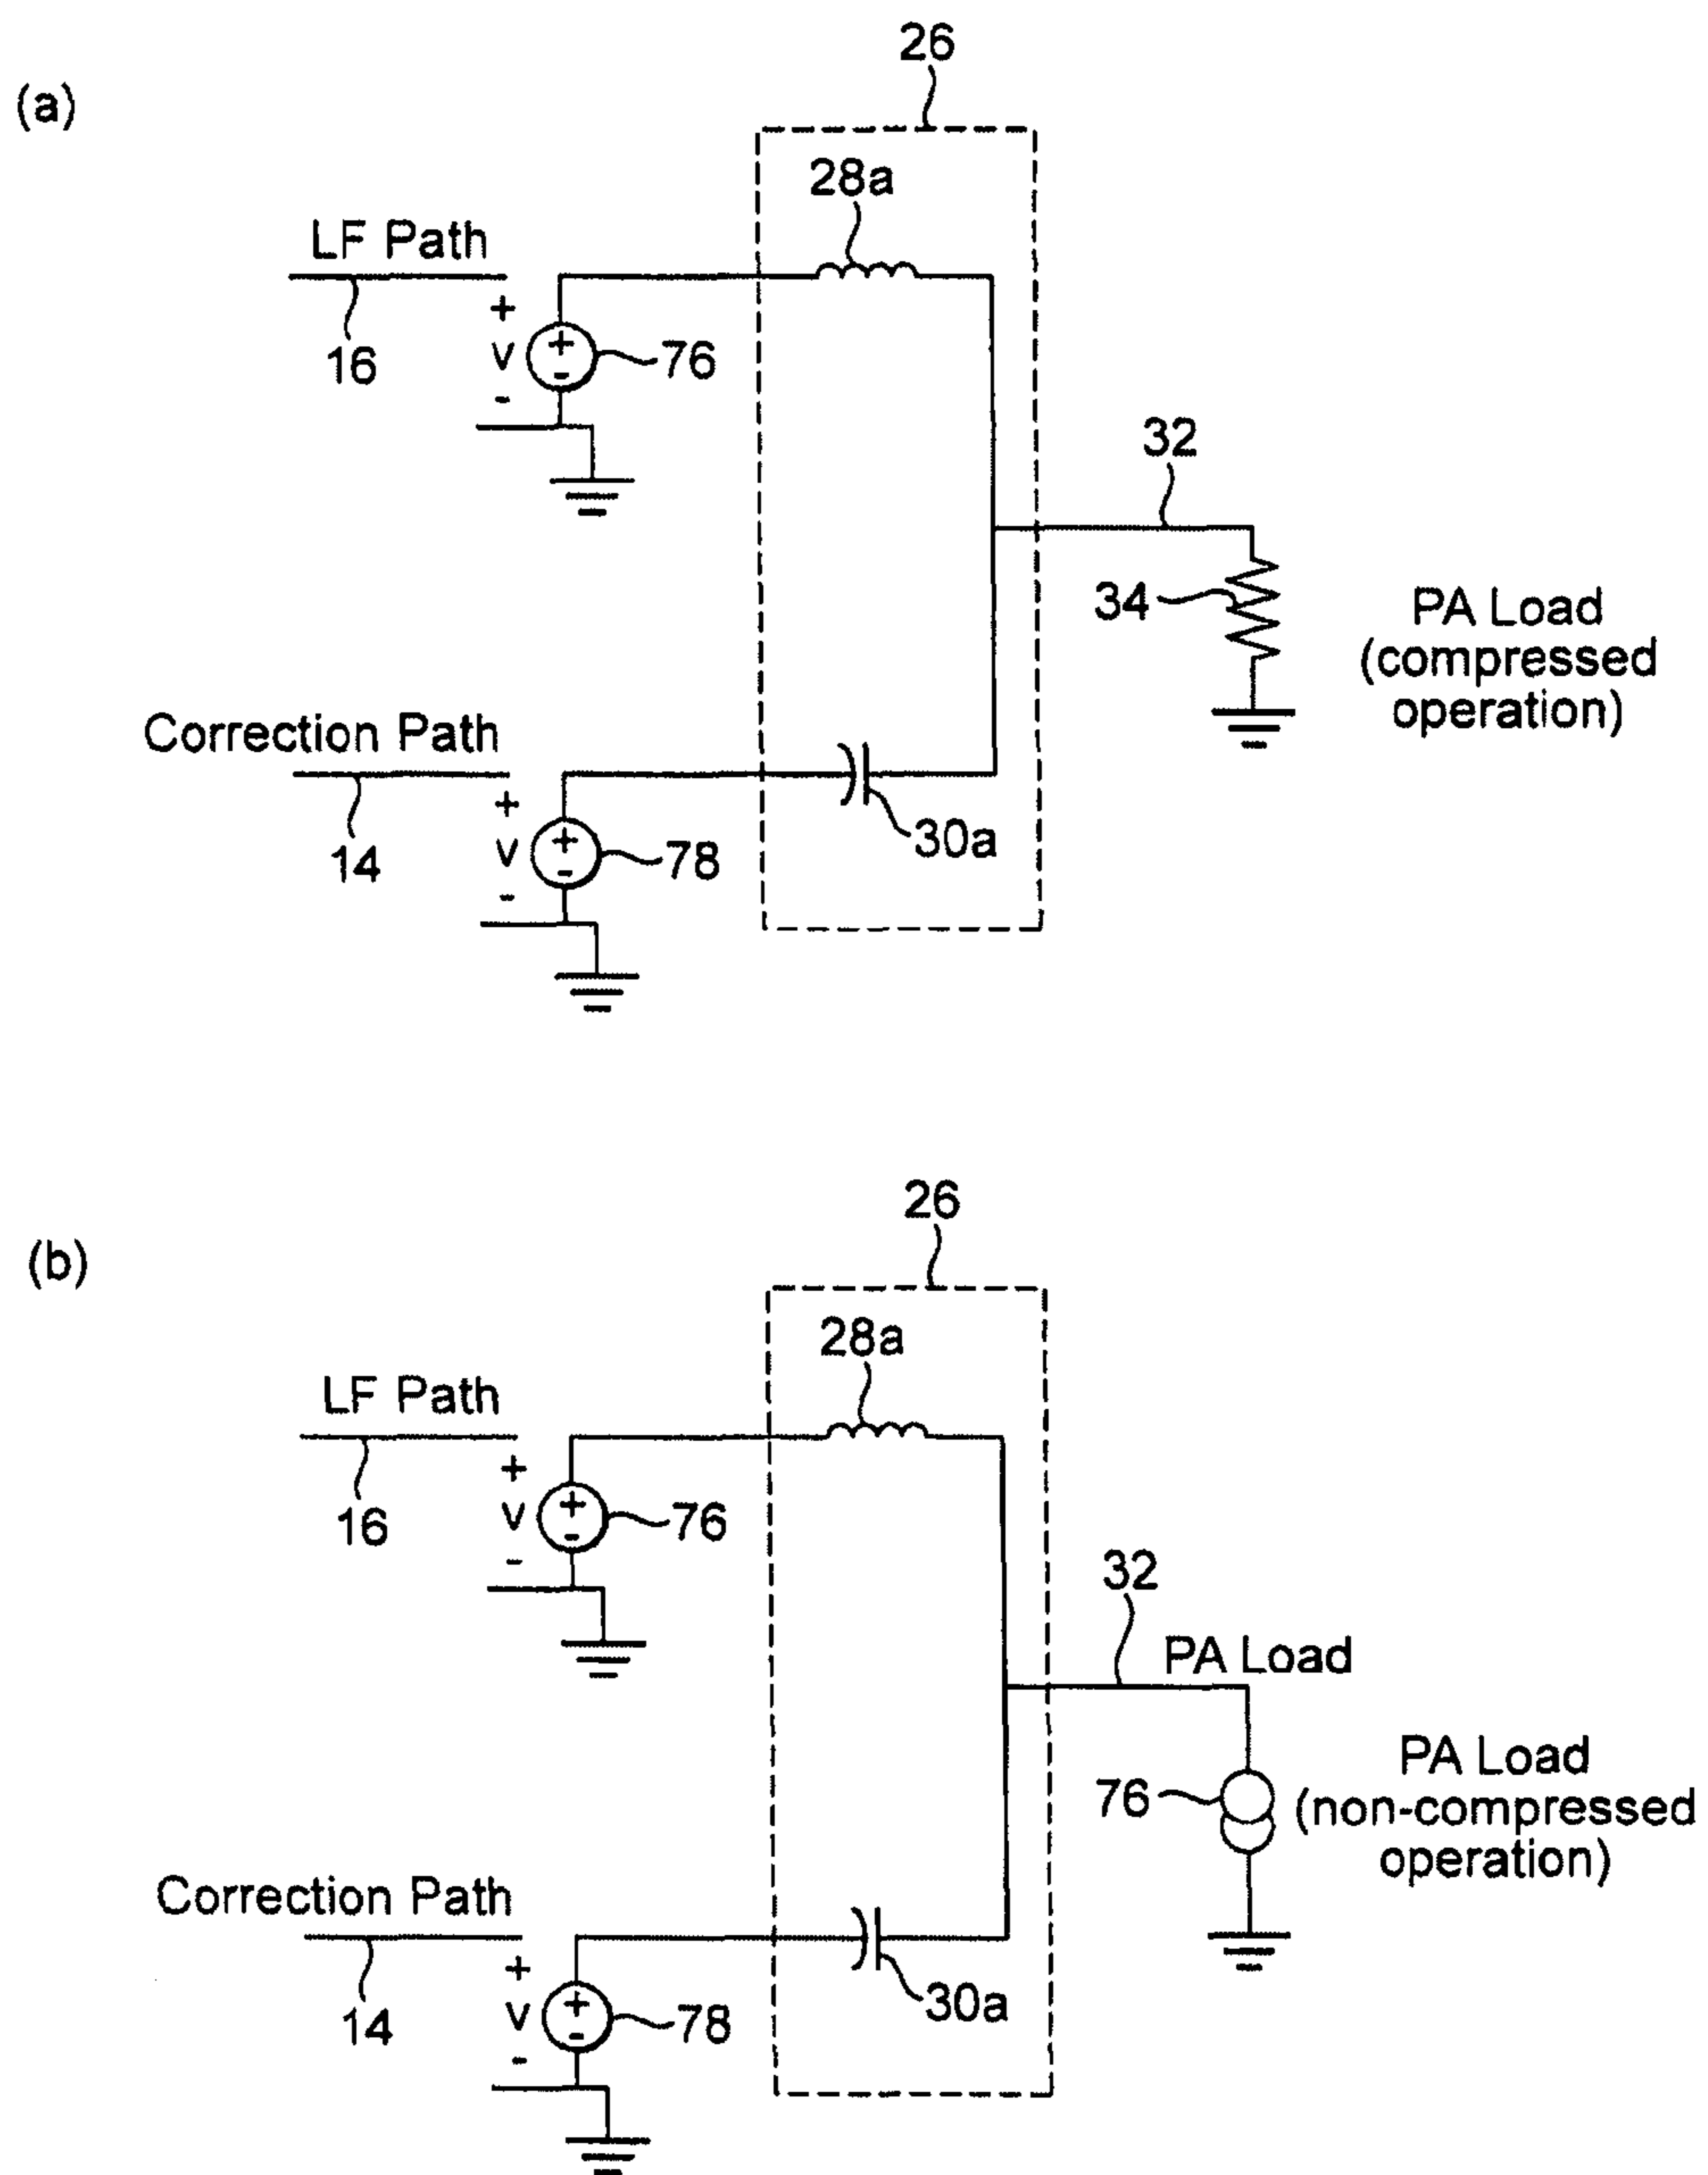 (a)
26
28a
LF Path
16
+
V
-
+
-
76
32
34
PA Load
(compressed
operation)
Correction Path
14
+
V
-
+
-
78
30a
(b)
26
28a
LF Path
16
+
V
-
+
-
76
32
PA Load
76
PA Load
(non-compressed
operation)
Correction Path
14
+
V
-
+
-
78
30a